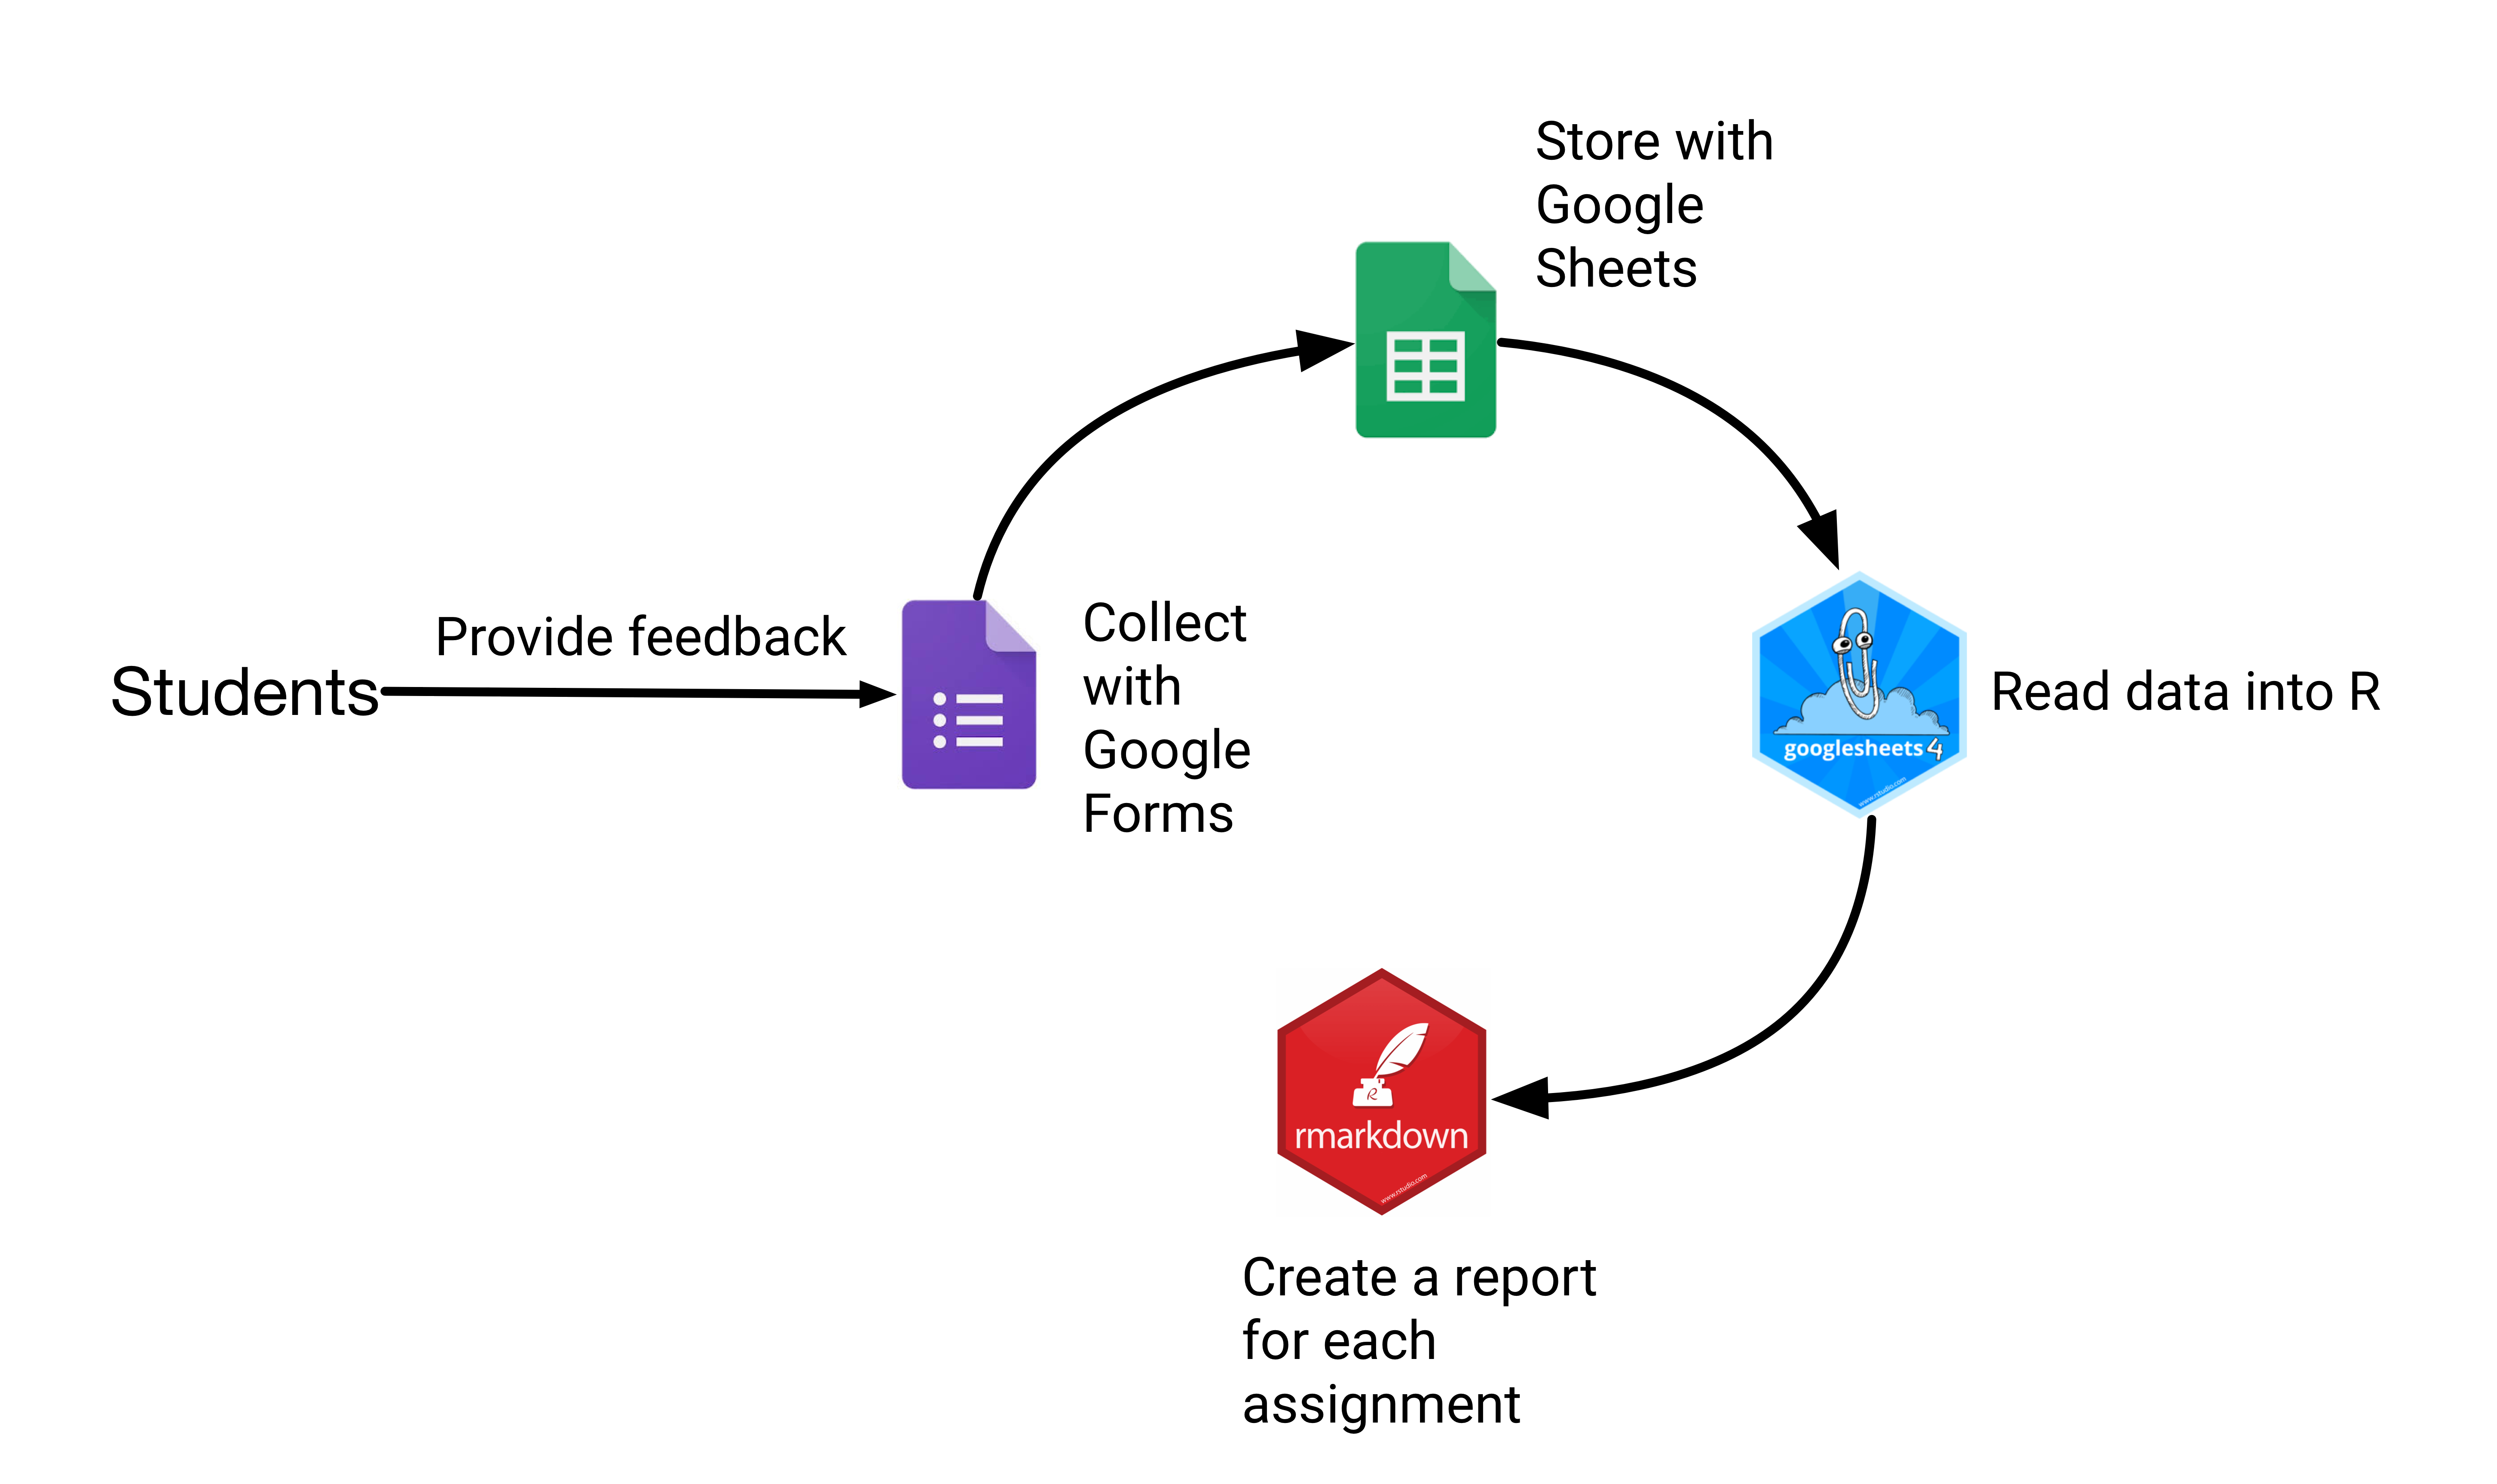 Store with
Google
Sheets
Provide feedback
Students
Collect
with
Google
Forms
googlesheets4
www.rstudio.com
Read data into R
R
rmarkdown
www.rstudio.com
Create a report
for each
assignment